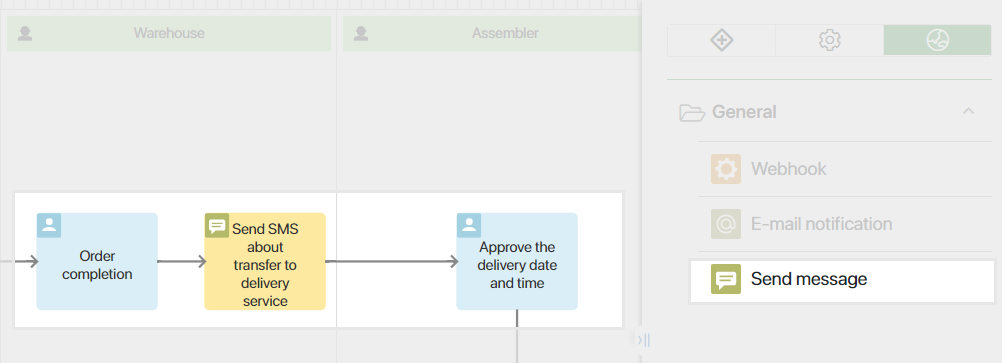 Warehouse
Assembler
General
Webhook
E-mail notification
Send message
Order
completion
Send SMS
about
transfer to
delivery
service
Approve the
delivery date
and time